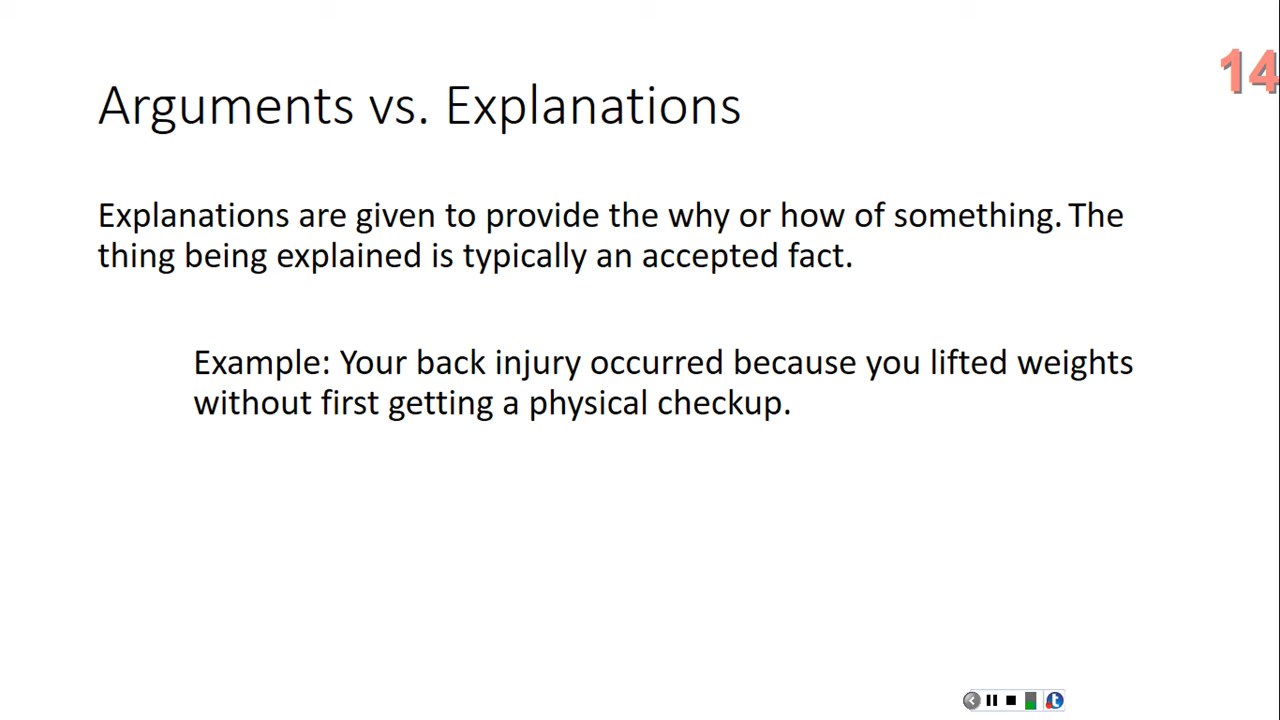 14
Arguments vs. Explanations
Explanations are given to provide the why or how of something. The
thing being explained is typically an accepted fact.
Example: Your back injury occurred because you lifted weights
without first getting a physical checkup.
t